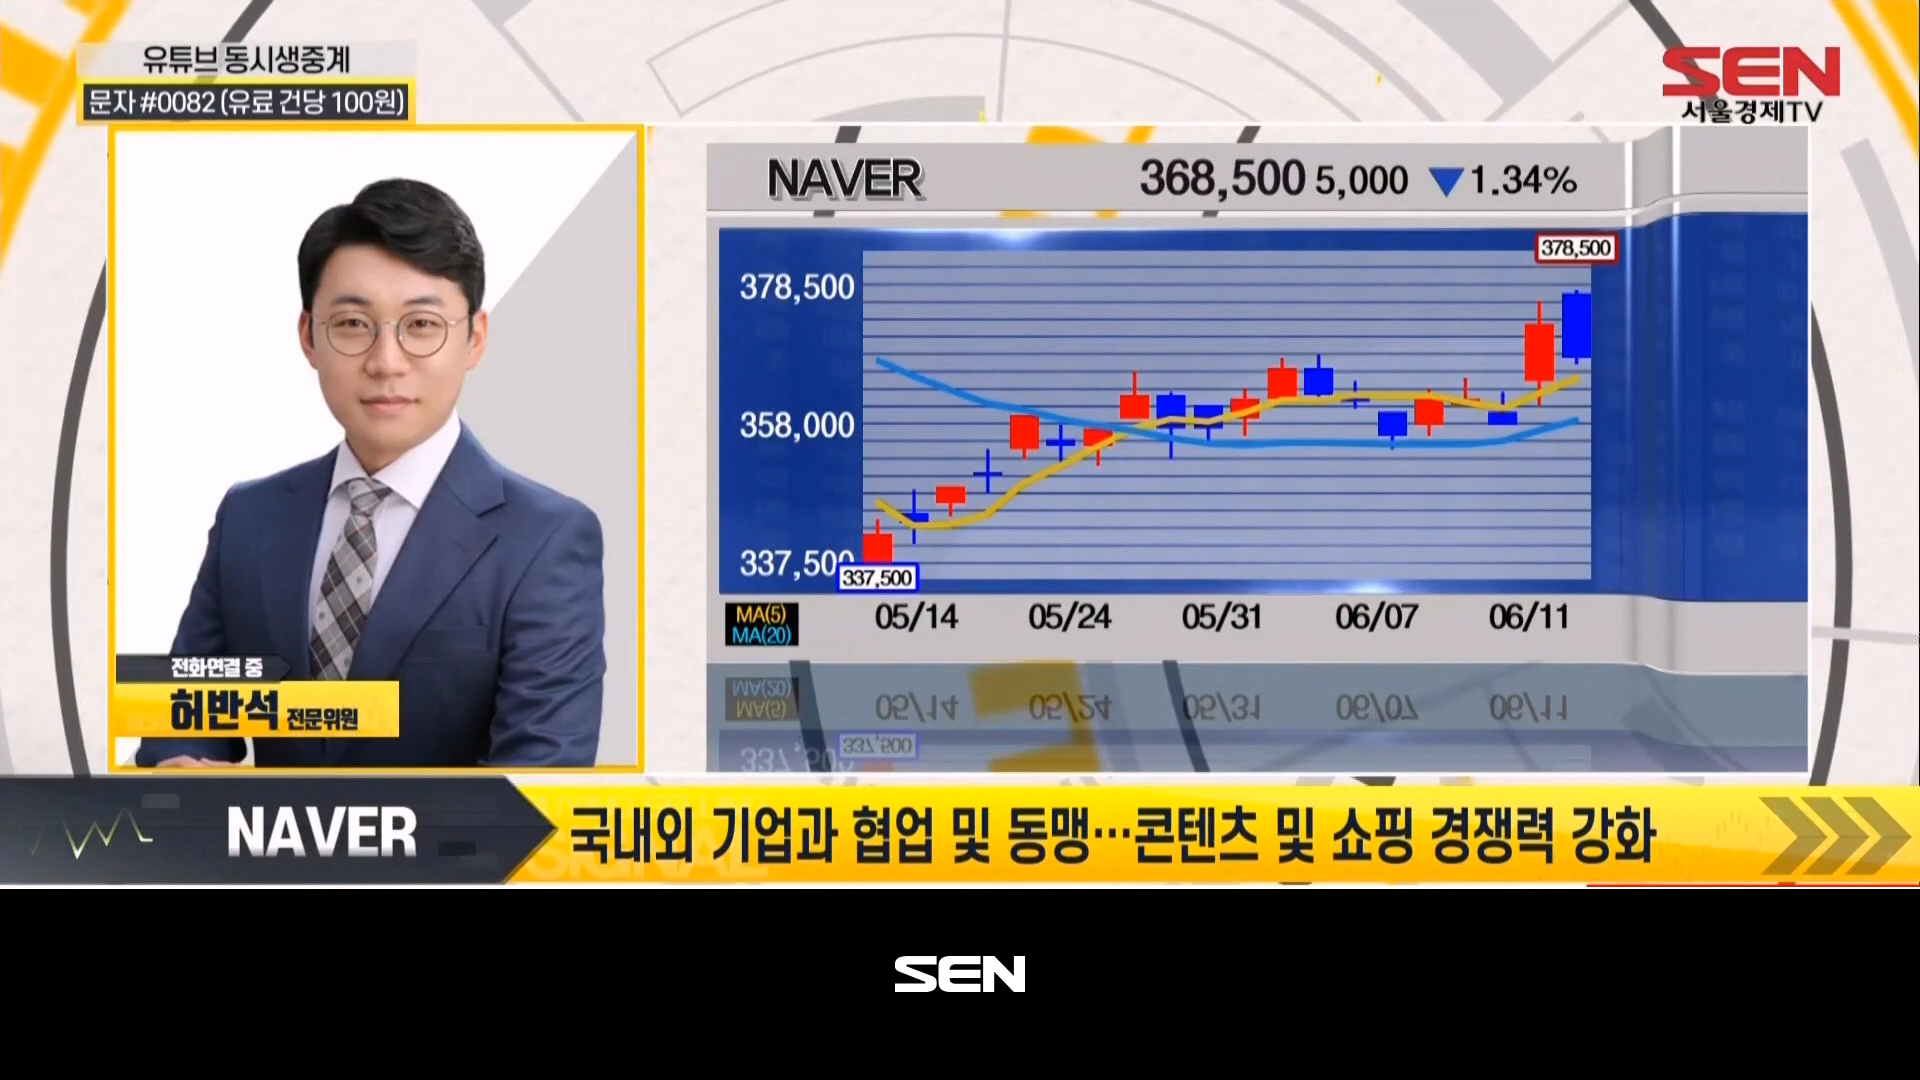 유튜브 동시생중계
문자 #0082 (유료 건당 100원)
SEN
서울경제TV
NAVER 368,500 5,000 ▼1.34%
378,500
378,500
358,000
337,500
337,500
MA(5)
MA(20)
05/14 05/24 05/31 06/07 06/11
전화연결 중
허반석 전문위원
NAVER
국내외 기업과 협업 및 동맹…콘텐츠 및 쇼핑 경쟁력 강화
SEN